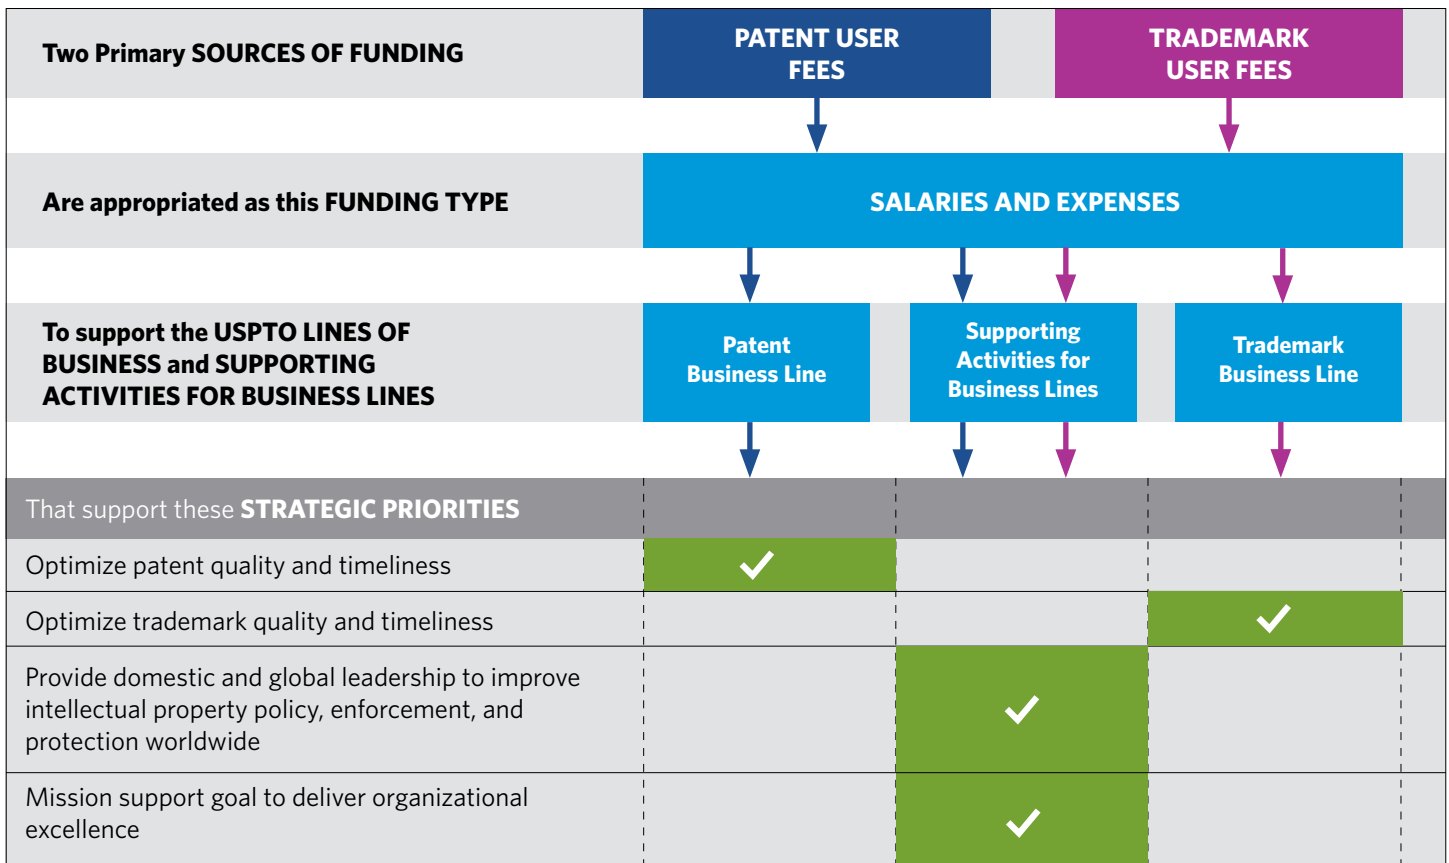 Two Primary SOURCES OF FUNDING
PATENT USER
FEES
TRADEMARK
USER FEES
Are appropriated as this FUNDING TYPE
SALARIES AND EXPENSES
To support the USPTO LINES OF
BUSINESS and SUPPORTING
ACTIVITIES FOR BUSINESS LINES
Patent
Business Line
Supporting
Activities for
Business Lines
Trademark
Business Line
That support these STRATEGIC PRIORITIES
Optimize patent quality and timeliness
Optimize trademark quality and timeliness
Provide domestic and global leadership to improve
intellectual property policy, enforcement, and
protection worldwide
Mission support goal to deliver organizational
excellence